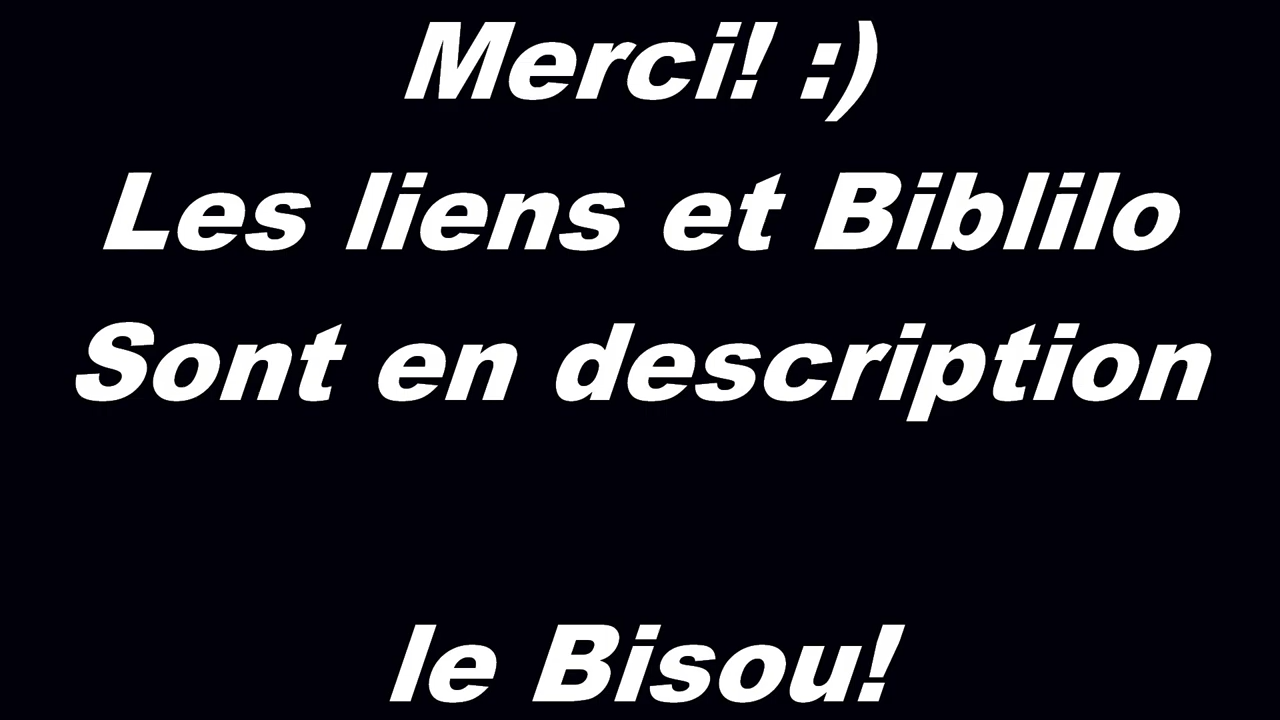 Merci! :)
Les liens et Biblilo
Sont en description
le Bisou!